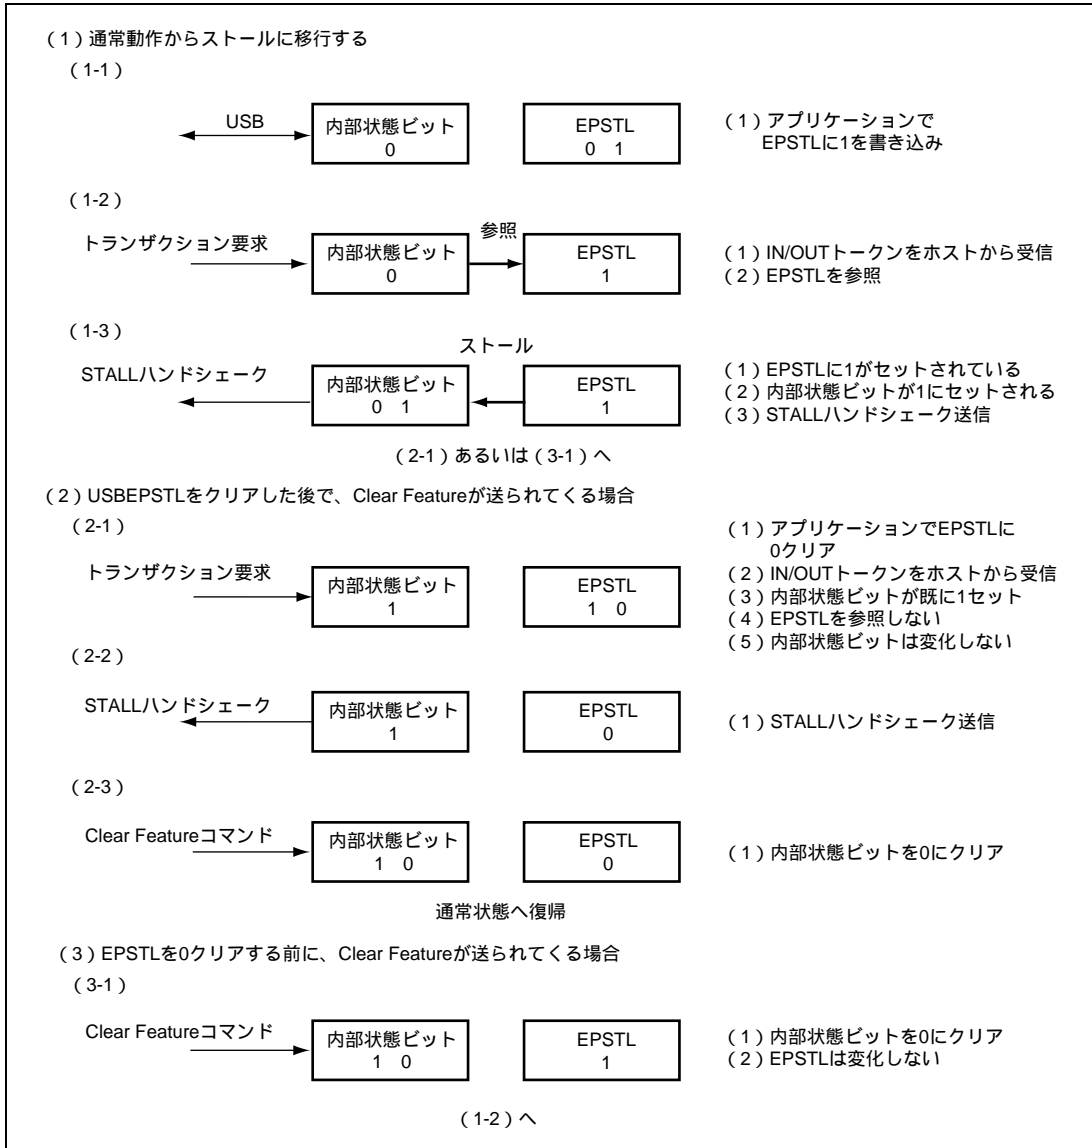 （1）通常動作からストールに移行する
（1-1）
USB
内部状態ビット
0
EPSTL
0 1
（1）アプリケーションで
EPSTLに1を書き込み
（1-2）
トランザクション要求
内部状態ビット
0
参照
EPSTL
1
（1）IN/OUTトークンをホストから受信
（2）EPSTLを参照
（1-3）
STALLハンドシェーク
内部状態ビット
0 1
ストール
EPSTL
1
（1）EPSTLに1がセットされている
（2）内部状態ビットが1にセットされる
（3）STALLハンドシェーク送信
（2-1）あるいは（3-1）へ
（2）USBEPSTLをクリアした後で、Clear Featureが送られてくる場合
（2-1）
トランザクション要求
内部状態ビット
1
EPSTL
1 0
（1）アプリケーションでEPSTLに
0クリア
（2）IN/OUTトークンをホストから受信
（3）内部状態ビットが既に1セット
（4）EPSTLを参照しない
（5）内部状態ビットは変化しない
（2-2）
STALLハンドシェーク
内部状態ビット
1
EPSTL
0
（1）STALLハンドシェーク送信
（2-3）
Clear Featureコマンド
内部状態ビット
1 0
EPSTL
0
（1）内部状態ビットを0にクリア
通常状態へ復帰
（3）EPSTLを0クリアする前に、Clear Featureが送られてくる場合
（3-1）
Clear Featureコマンド
内部状態ビット
1 0
EPSTL
1
（1）内部状態ビットを0にクリア
（2）EPSTLは変化しない
（1-2）へ